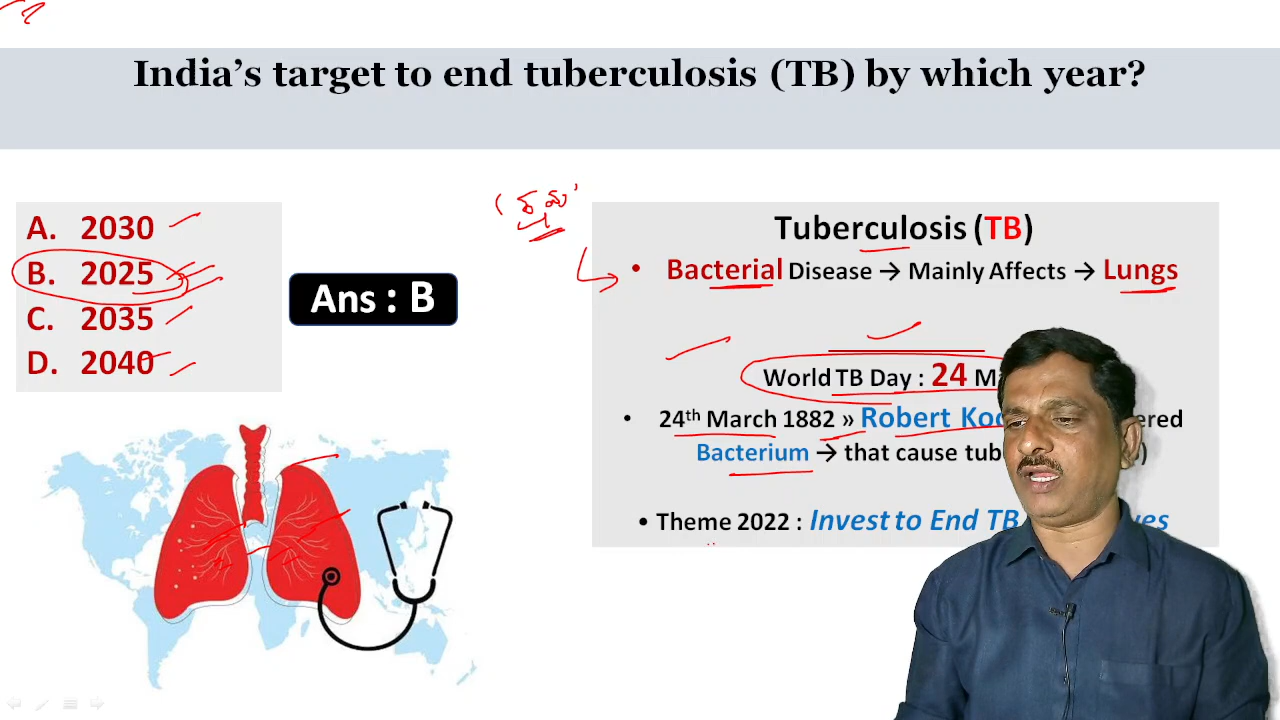 India’s target to end tuberculosis (TB) by which year?
A. 2030
B. 2025
C. 2035
D. 2040
Ans : B
Tuberculosis (TB)
• Bacterial Disease → Mainly Affects → Lungs
World TB Day : 24
• 24th March 1882 » Robert
Bacterium → that cause
• Theme 2022 : Invest to End TB